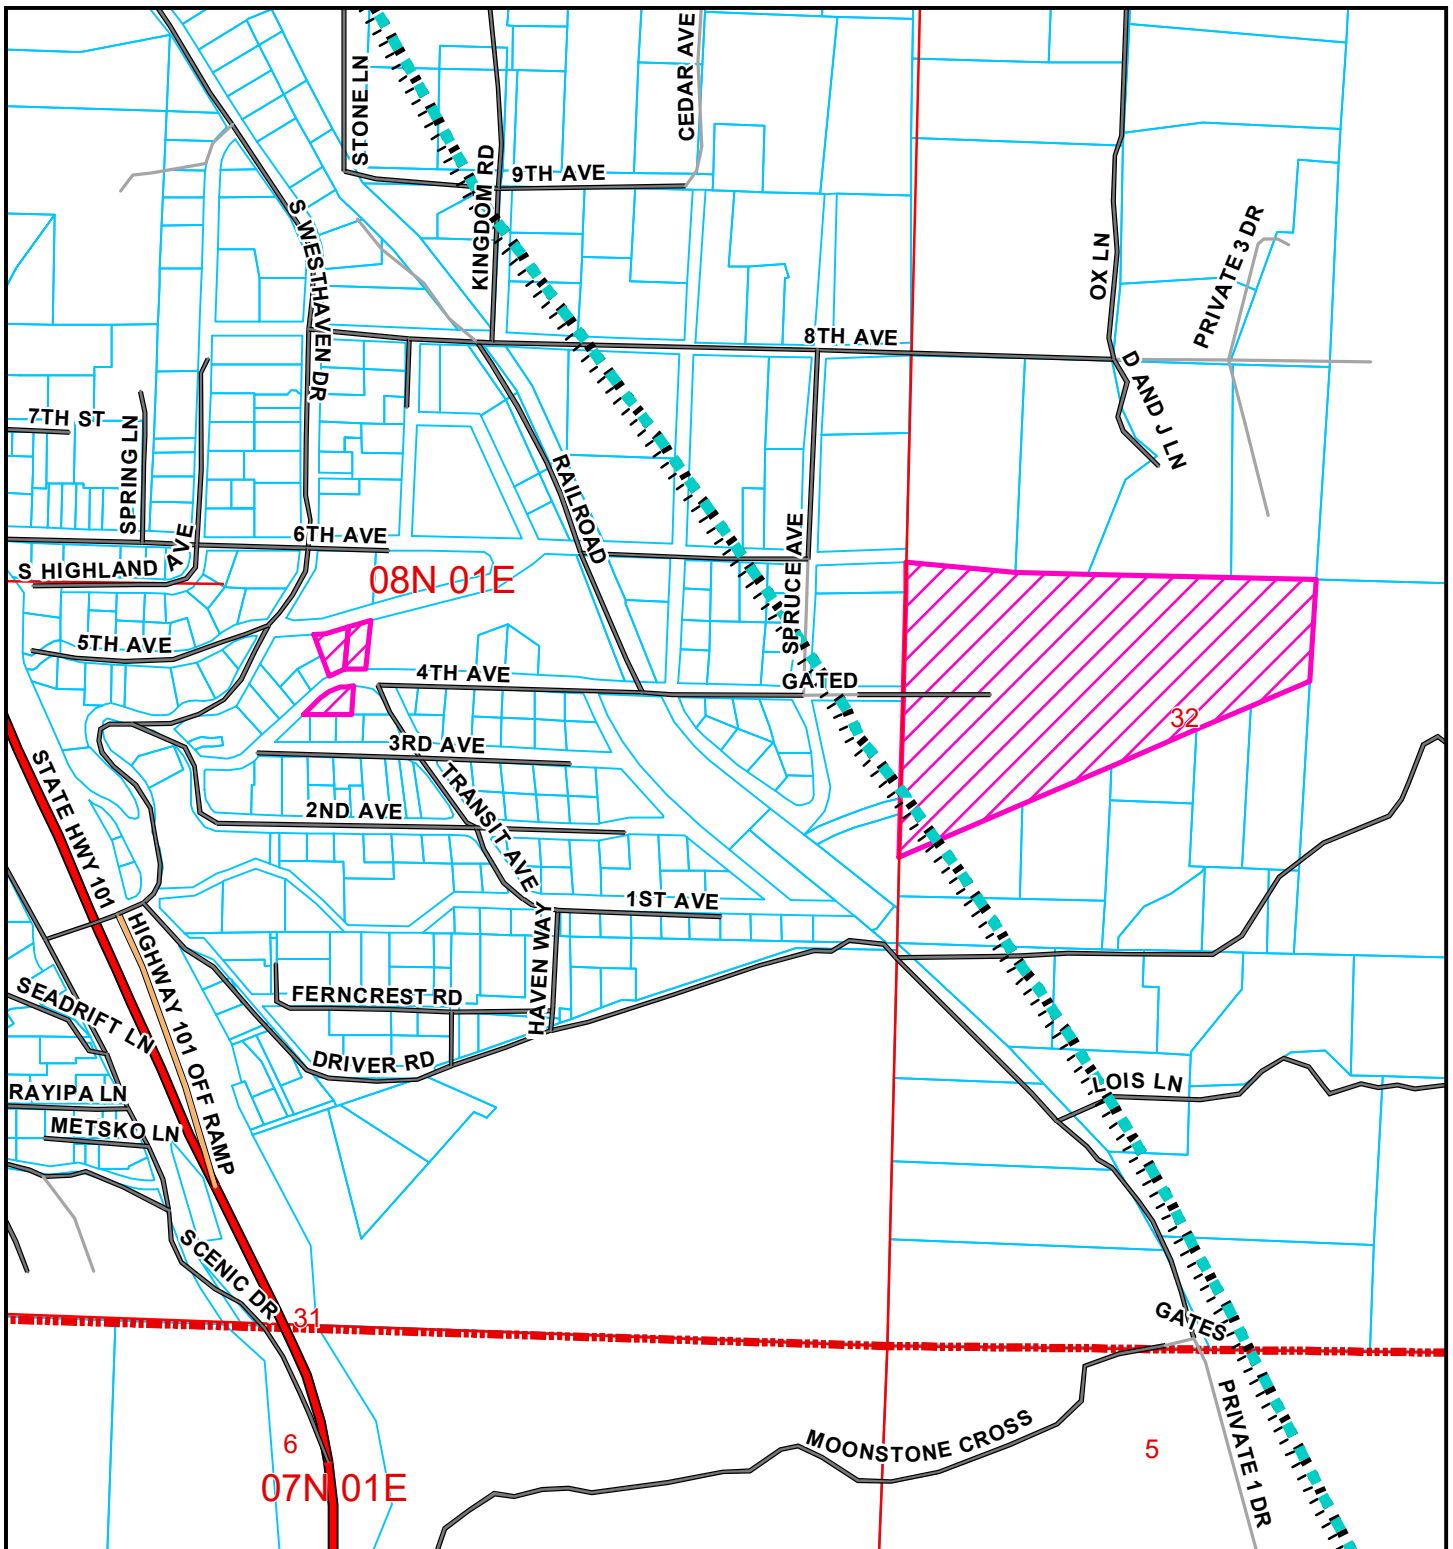 STONE LN
CEDAR AVE
KINGDOM RD
9TH AVE
S WESTHAVEN DR
OX LN
PRIVATE 3 DR
8TH AVE
D AND J LN
7TH ST
SPRING LN
RAILROAD
6TH AVE
SPRUCE AVE
S HIGHLAND AVE
08N 01E
5TH AVE
4TH AVE
GATED
32
3RD AVE
STATE HWY 101
TRANSIT AVE
2ND AVE
1ST AVE
HIGHWAY 101 OFF RAMP
HAVEN WAY
SEADRIFT LN
FERNCREST RD
DRIVER RD
LOIS LN
RAYIPA LN
METSKO LN
SCENIC DR
31
GATES
PRIVATE 1 DR
MOONSTONE CROSS
6
5
07N 01E